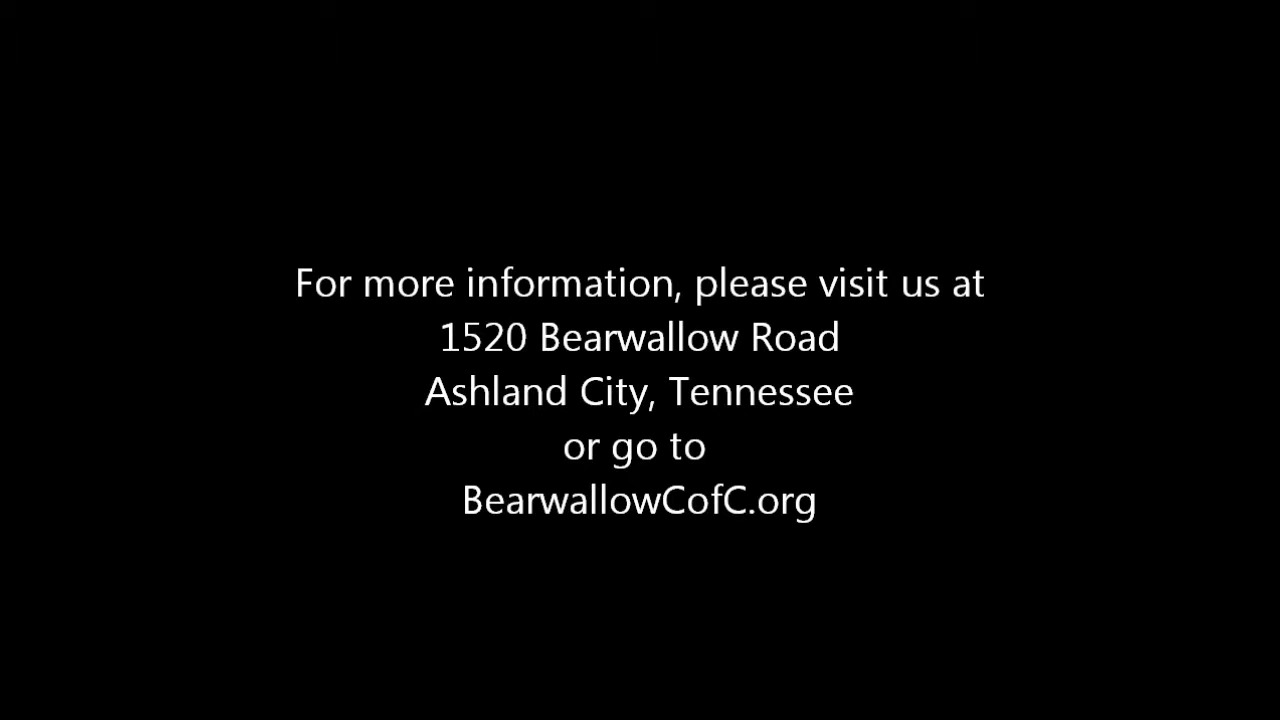 For more information, please visit us at
1520 Bearwallow Road
Ashland City, Tennessee
or go to
BearwallowCofC.org